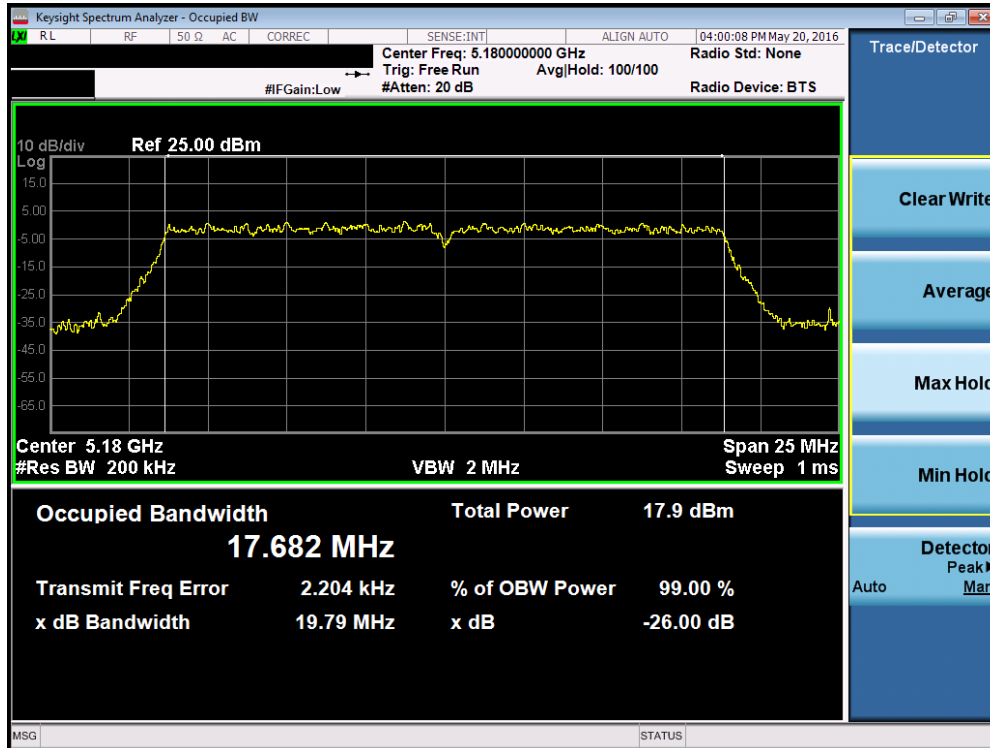 Keysight Spectrum Analyzer - Occupied BW
LXI RL RF 50 Ω AC CORREC SENSE:INT ALIGN AUTO 04:00:08 PM May 20, 2016
Center Freq: 5.180000000 GHz Radio Std: None
Trig: Free Run Avg|Hold: 100/100
#IFGain:Low #Atten: 20 dB Radio Device: BTS
10 dB/div Ref 25.00 dBm
Log
15.0
5.00
-5.00
-15.0
-25.0
-35.0
-45.0
-55.0
-65.0
Center 5.18 GHz Span 25 MHz
#Res BW 200 kHz VBW 2 MHz Sweep 1 ms
Occupied Bandwidth Total Power 17.9 dBm
17.682 MHz
Transmit Freq Error 2.204 kHz % of OBW Power 99.00 %
x dB Bandwidth 19.79 MHz x dB -26.00 dB
MSG STATUS
Trace/Detector
Clear Write
Average
Max Hold
Min Hold
Detector
Peak
Auto Man